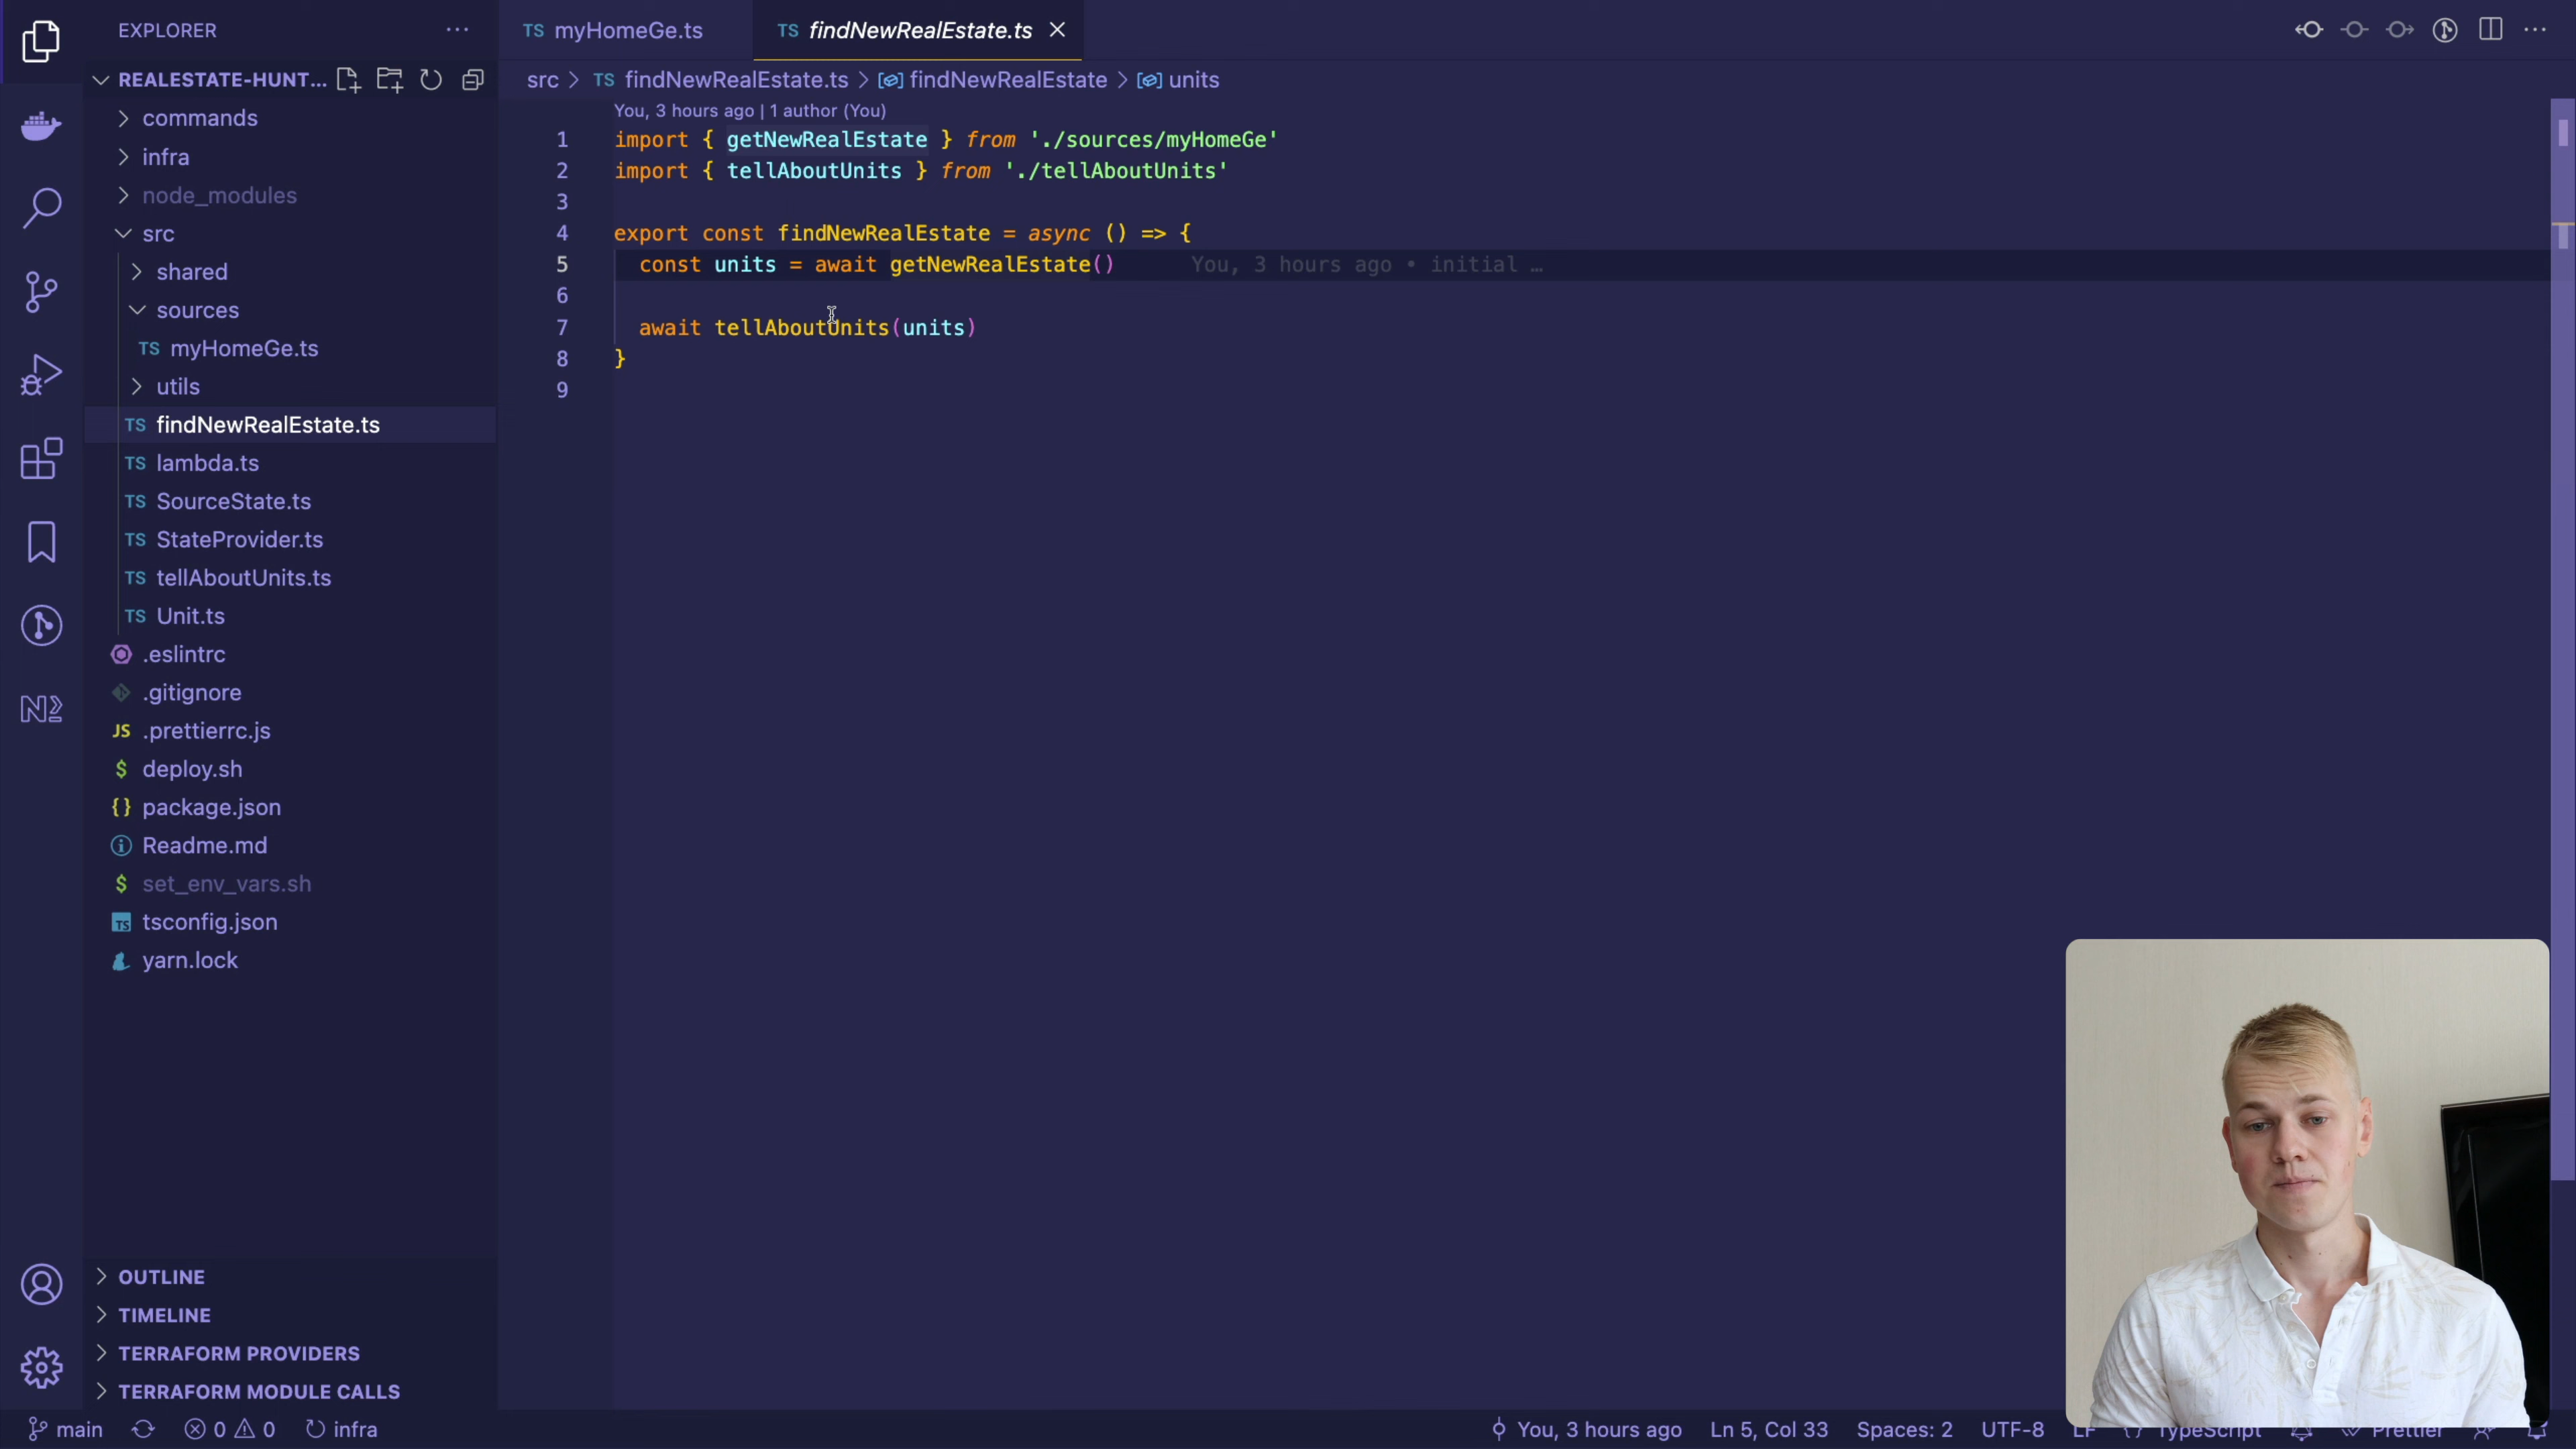 EXPLORER
REALESTATE-HUNT...
commands
infra
node_modules
src
shared
sources
TS myHomeGe.ts
utils
TS findNewRealEstate.ts
TS lambda.ts
TS SourceState.ts
TS StateProvider.ts
TS tellAboutUnits.ts
TS Unit.ts
.eslintrc
.gitignore
JS .prettierrc.js
$ deploy.sh
{} package.json
Readme.md
$ set_env_vars.sh
TS tsconfig.json
yarn.lock
OUTLINE
TIMELINE
TERRAFORM PROVIDERS
TERRAFORM MODULE CALLS
TS myHomeGe.ts
TS findNewRealEstate.ts
src > TS findNewRealEstate.ts > findNewRealEstate > units
You, 3 hours ago | 1 author (You)
1 import { getNewRealEstate } from './sources/myHomeGe'
2 import { tellAboutUnits } from './tellAboutUnits'
3
4 export const findNewRealEstate = async () => {
5 const units = await getNewRealEstate() You, 3 hours ago • initial …
6
7 await tellAboutUnits(units)
8 }
9
main 0 0 infra You, 3 hours ago Ln 5, Col 33 Spaces: 2 UTF-8 LF {} TypeScript Prettier